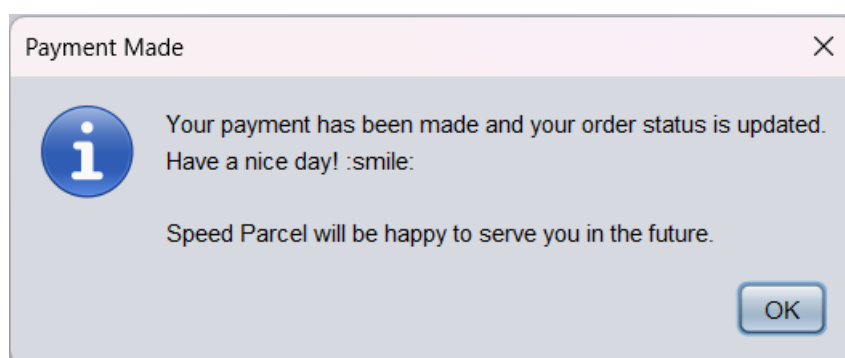 Payment Made
Your payment has been made and your order status is updated.
Have a nice day! :smile:
Speed Parcel will be happy to serve you in the future.
OK